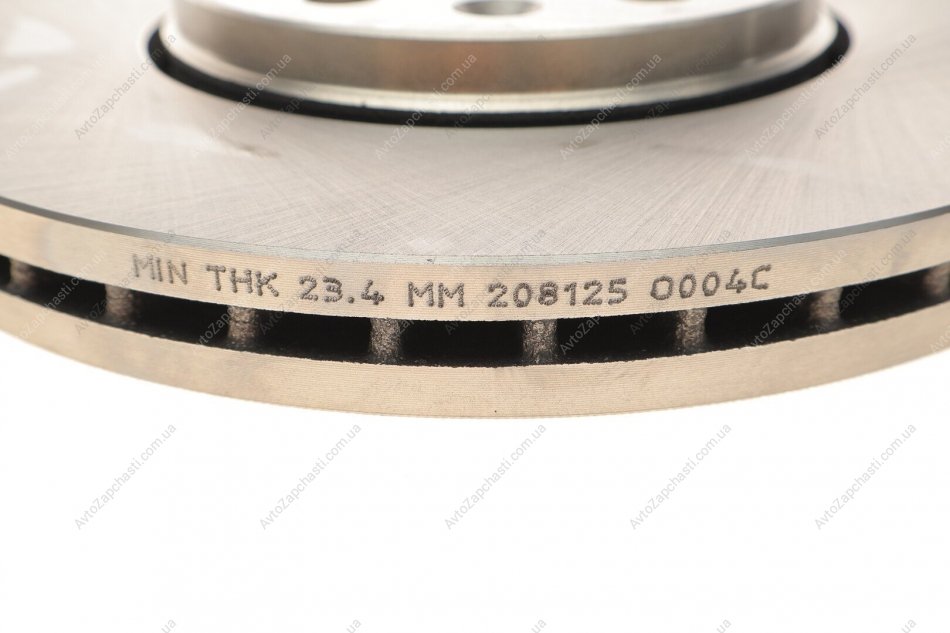 MIN THK 23.4 MM 208125 0004C
AvtoZapchasti.com.ua